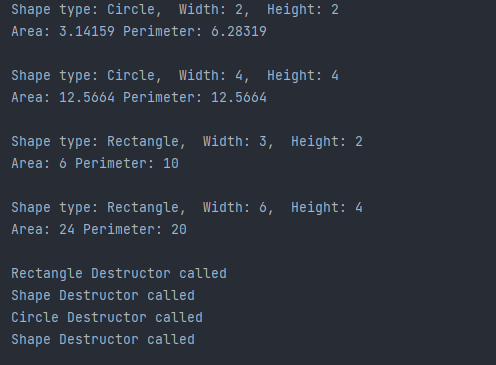 Shape type: Circle,  Width: 2,  Height: 2
Area: 3.14159 Perimeter: 6.28319
Shape type: Circle,  Width: 4,  Height: 4
Area: 12.5664 Perimeter: 12.5664
Shape type: Rectangle,  Width: 3,  Height: 2
Area: 6 Perimeter: 10
Shape type: Rectangle,  Width: 6,  Height: 4
Area: 24 Perimeter: 20
Rectangle Destructor called
Shape Destructor called
Circle Destructor called
Shape Destructor called